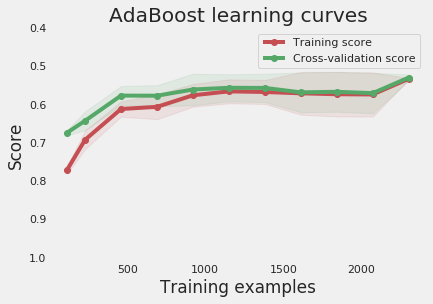 AdaBoost learning curves
Training score
Cross-validation score
0.4
0.5
0.6
0.7
0.8
0.9
1.0
Score
500
1000
1500
2000
Training examples